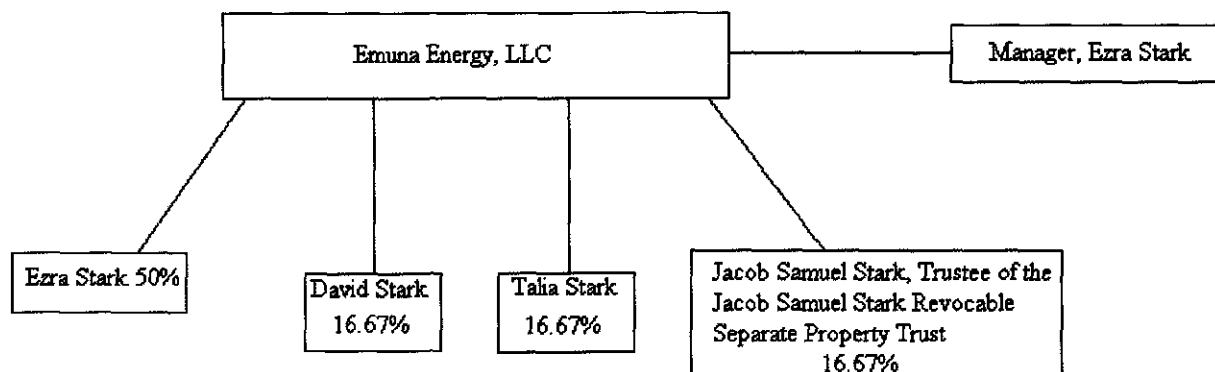 Emuna Energy, LLC
Manager, Ezra Stark
Ezra Stark 50%
David Stark
16.67%
Talia Stark
16.67%
Jacob Samuel Stark, Trustee of the
Jacob Samuel Stark Revocable
Separate Property Trust
16.67%